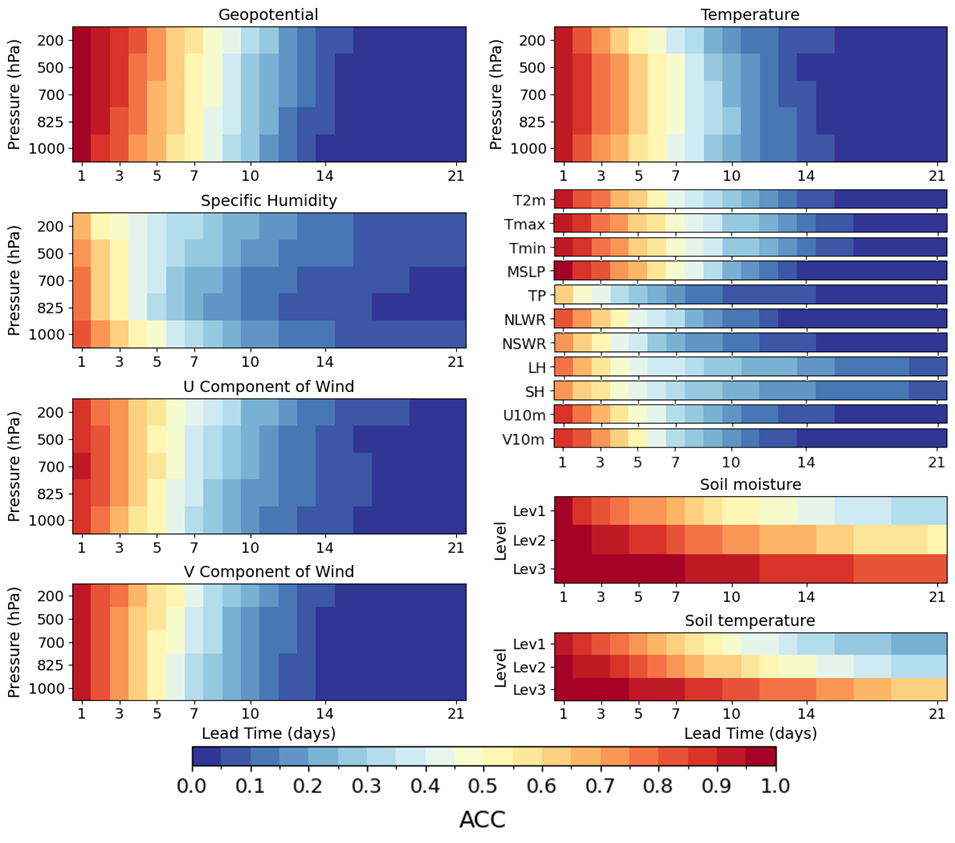 Geopotential
Pressure (hPa)
200
500
700
825
1000
1 3 5 7 10 14 21
Temperature
Pressure (hPa)
200
500
700
825
1000
1 3 5 7 10 14 21
Specific Humidity
Pressure (hPa)
200
500
700
825
1000
1 3 5 7 10 14 21
T2m
Tmax
Tmin
MSLP
TP
NLWR
NSWR
LH
SH
U10m
V10m
1 3 5 7 10 14 21
U Component of Wind
Pressure (hPa)
200
500
700
825
1000
1 3 5 7 10 14 21
Soil moisture
Level
Lev1
Lev2
Lev3
1 3 5 7 10 14 21
V Component of Wind
Pressure (hPa)
200
500
700
825
1000
1 3 5 7 10 14 21
Lead Time (days)
Soil temperature
Level
Lev1
Lev2
Lev3
1 3 5 7 10 14 21
Lead Time (days)
0.0 0.1 0.2 0.3 0.4 0.5 0.6 0.7 0.8 0.9 1.0
ACC